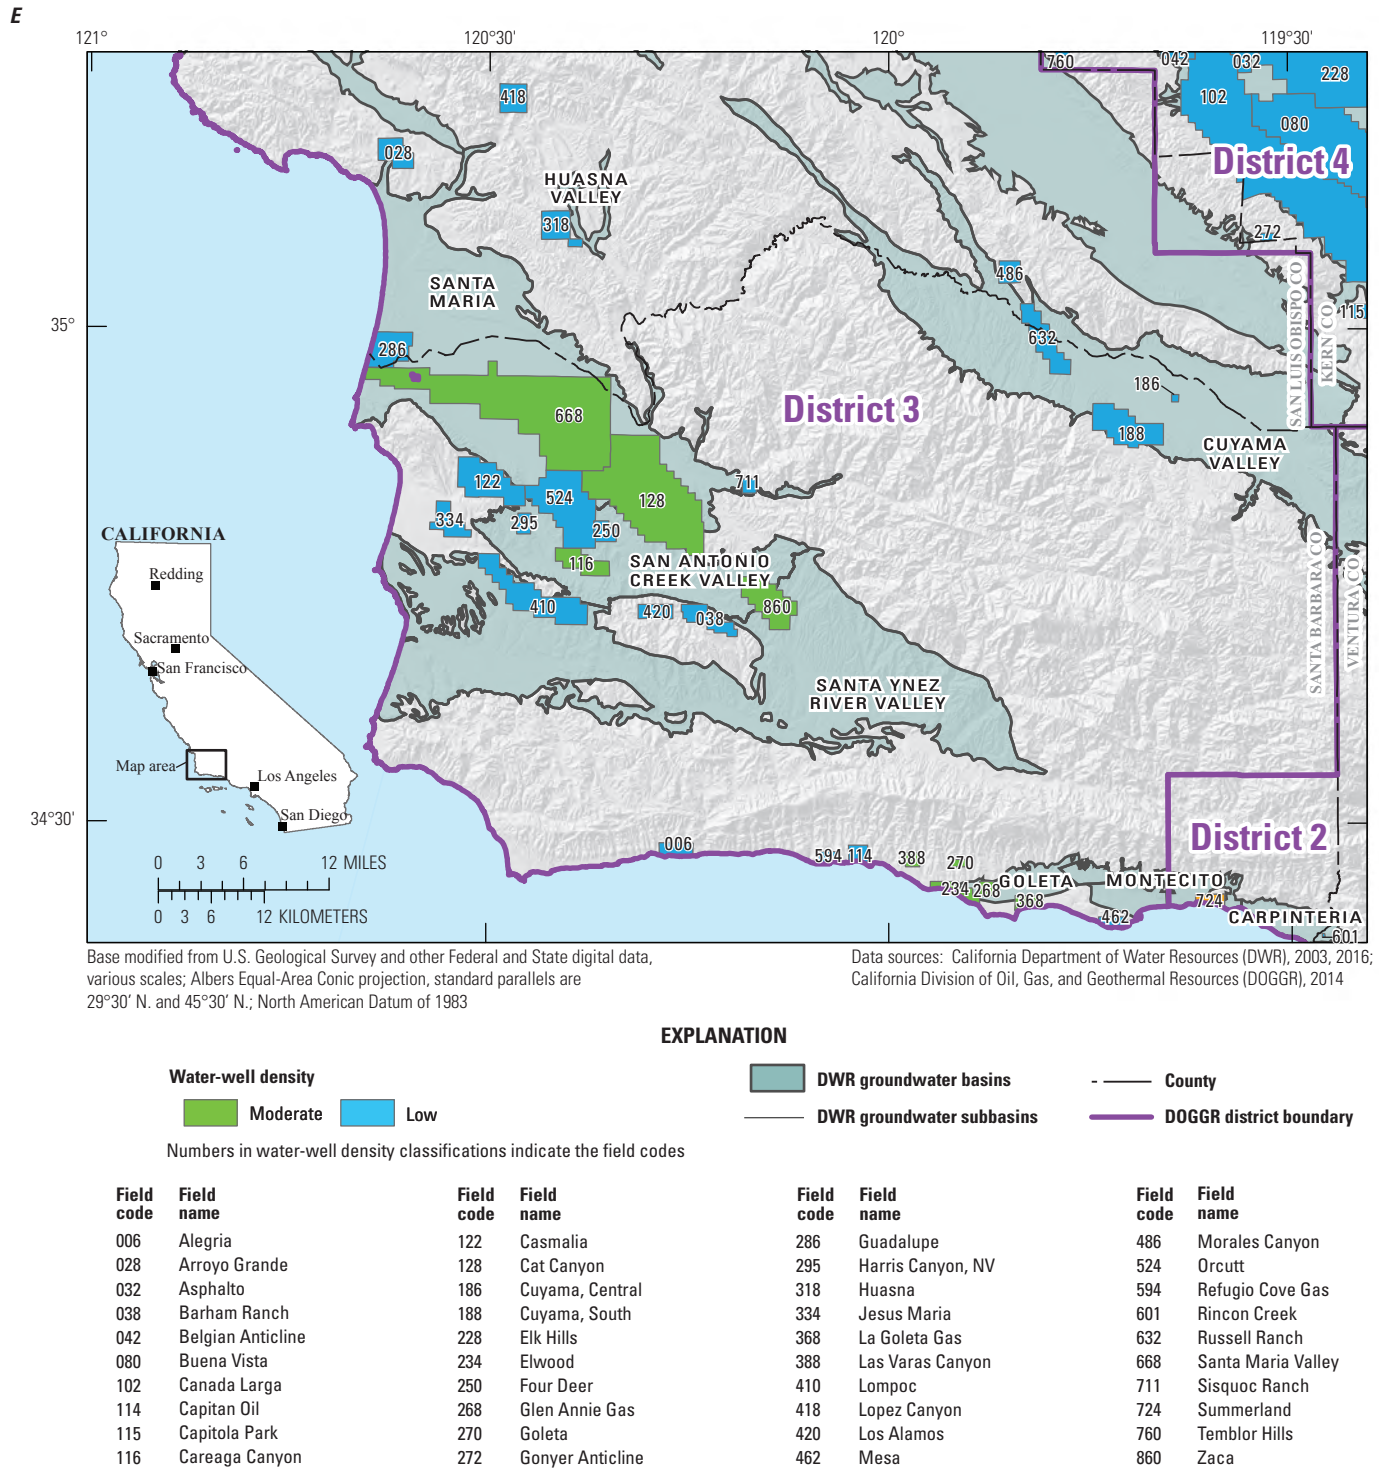 E
121°
120°30'
120°
119°30'
760
042
032
228
102
080
418
028
District 4
HUASNA
VALLEY
318
272
486
SANTA
MARIA
115
35°
SAN LUIS OBISPO CO
KERN CO
632
286
186
District 3
668
188
CUYAMA
VALLEY
122
711
524
128
334
295
250
CALIFORNIA
SANTA BARBARA CO
VENTURA CO
116
SAN ANTONIO
CREEK VALLEY
Redding
410
420
038
860
Sacramento
San Francisco
SANTA YNEZ
RIVER VALLEY
Map area
Los Angeles
San Diego
34°30'
District 2
006
594
114
388
270
0 3 6 12 MILES
0 3 6 12 KILOMETERS
234
268
GOLETA
MONTECITO
368
724
462
CARPINTERIA
601
Base modified from U.S. Geological Survey and other Federal and State digital data,
various scales; Albers Equal-Area Conic projection, standard parallels are
29°30' N. and 45°30' N.; North American Datum of 1983
Data sources: California Department of Water Resources (DWR), 2003, 2016;
California Division of Oil, Gas, and Geothermal Resources (DOGGR), 2014
EXPLANATION
Water-well density
Moderate
Low
Numbers in water-well density classifications indicate the field codes
DWR groundwater basins
DWR groundwater subbasins
County
DOGGR district boundary
Field code Field name
006 Alegria
028 Arroyo Grande
032 Asphalto
038 Barham Ranch
042 Belgian Anticline
080 Buena Vista
102 Canada Larga
114 Capitan Oil
115 Capitola Park
116 Careaga Canyon
Field code Field name
122 Casmalia
128 Cat Canyon
186 Cuyama, Central
188 Cuyama, South
228 Elk Hills
234 Elwood
250 Four Deer
268 Glen Annie Gas
270 Goleta
272 Gonyer Anticline
Field code Field name
286 Guadalupe
295 Harris Canyon, NV
318 Huasna
334 Jesus Maria
368 La Goleta Gas
388 Las Varas Canyon
410 Lompoc
418 Lopez Canyon
420 Los Alamos
462 Mesa
Field code Field name
486 Morales Canyon
524 Orcutt
594 Refugio Cove Gas
601 Rincon Creek
632 Russell Ranch
668 Santa Maria Valley
711 Sisquoc Ranch
724 Summerland
760 Temblor Hills
860 Zaca